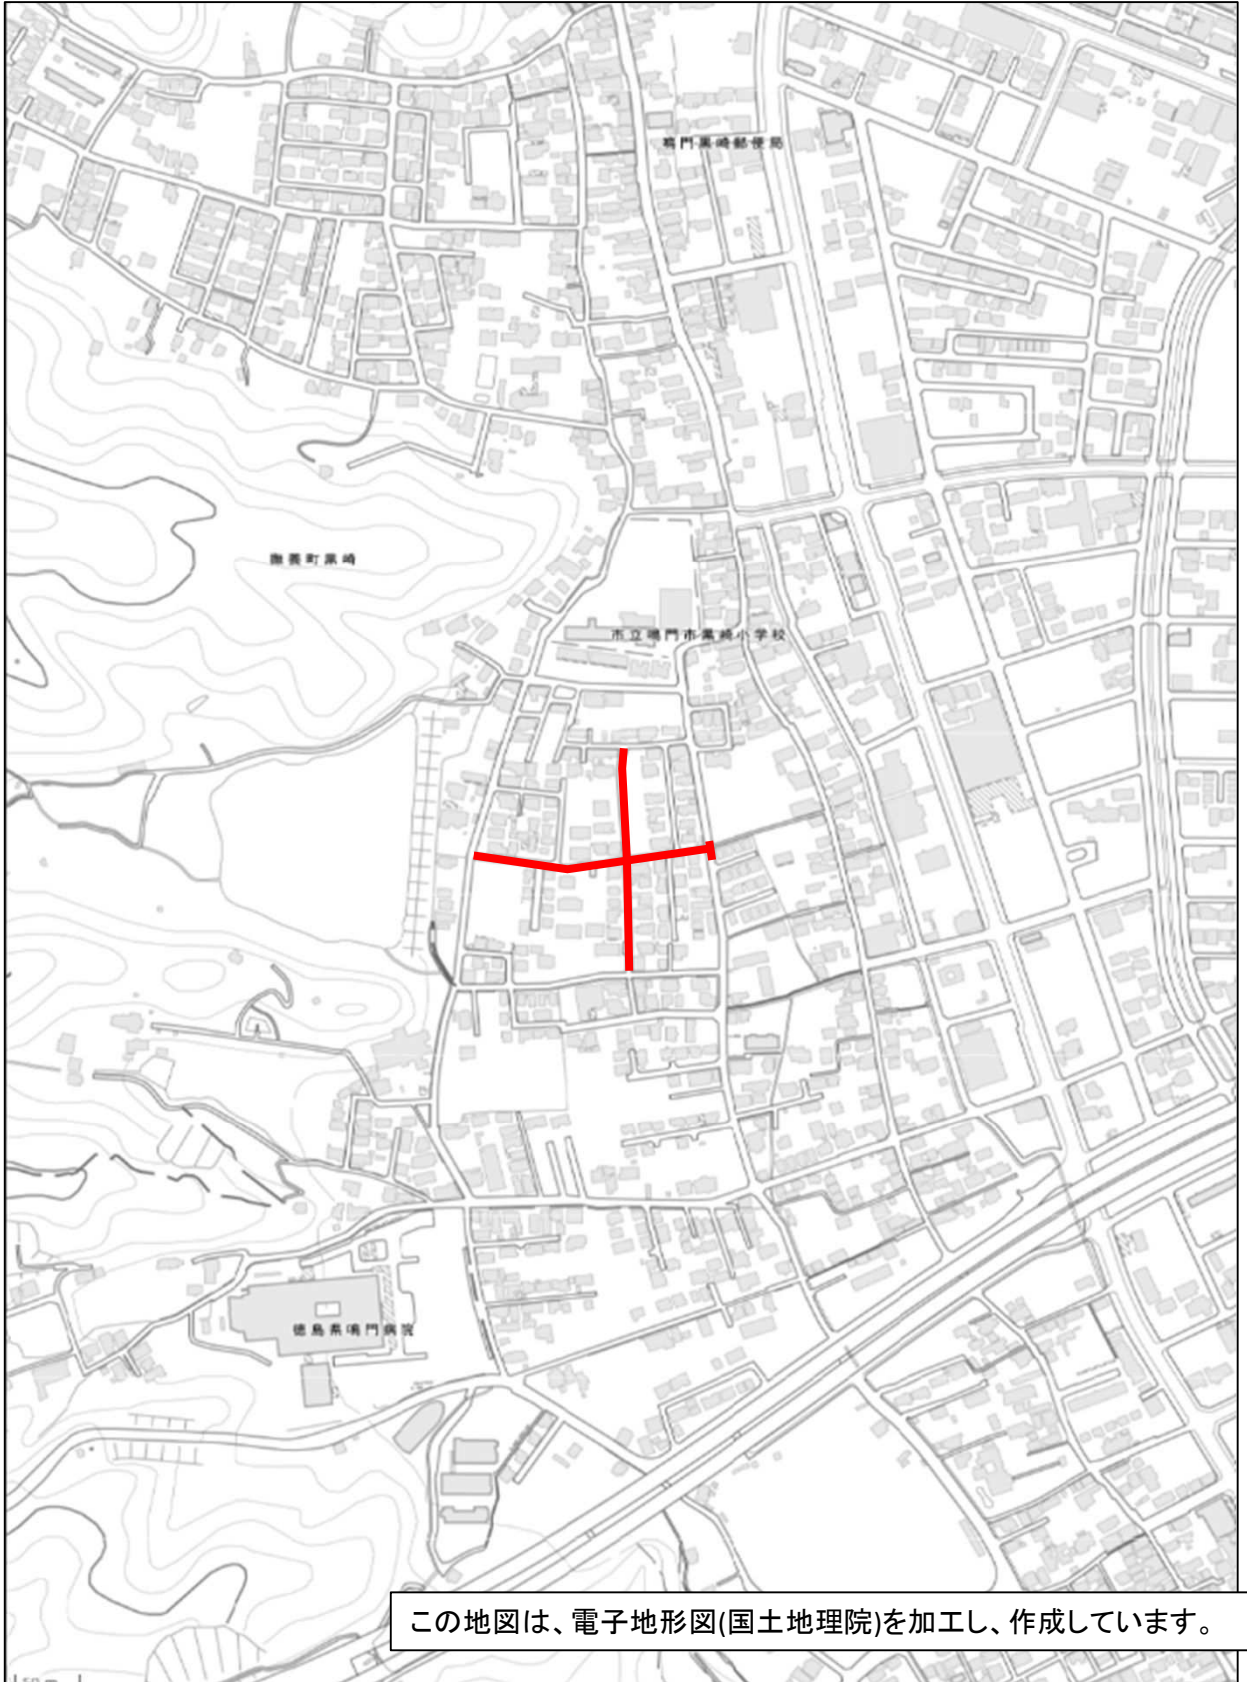 鳴門黒崎郵便局
撫養町黒崎
市立鳴門市黒崎小学校
徳島県鳴門病院
この地図は、電子地形図(国土地理院)を加工し、作成しています。